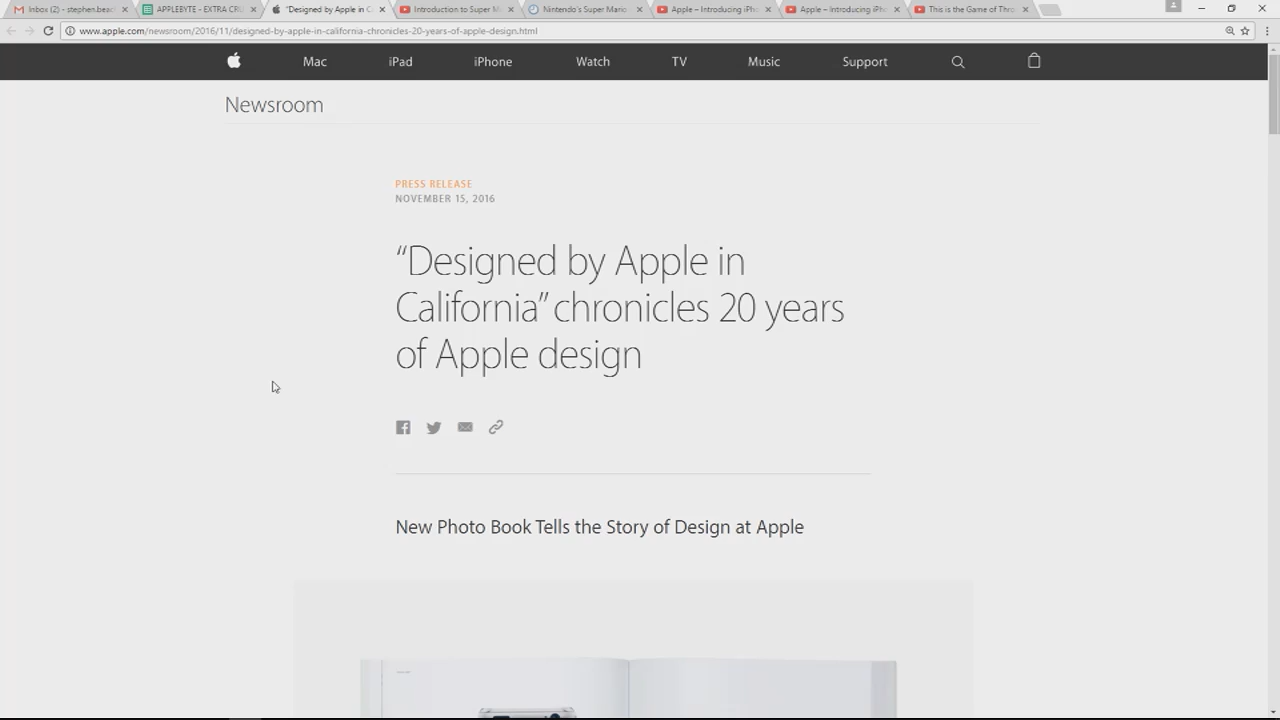 Inbox (2) - stephen.beac
APPLEBYTE - EXTRA CRU
"Designed by Apple in C
Introduction to Super M
Nintendo's Super Mario
Apple – Introducing iPh
Apple – Introducing iPh
This is the Game of Thro
www.apple.com/newsroom/2016/11/designed-by-apple-in-california-chronicles-20-years-of-apple-design.html
Mac iPad iPhone Watch TV Music Support
Newsroom
PRESS RELEASE
NOVEMBER 15, 2016
“Designed by Apple in
California” chronicles 20 years
of Apple design
New Photo Book Tells the Story of Design at Apple